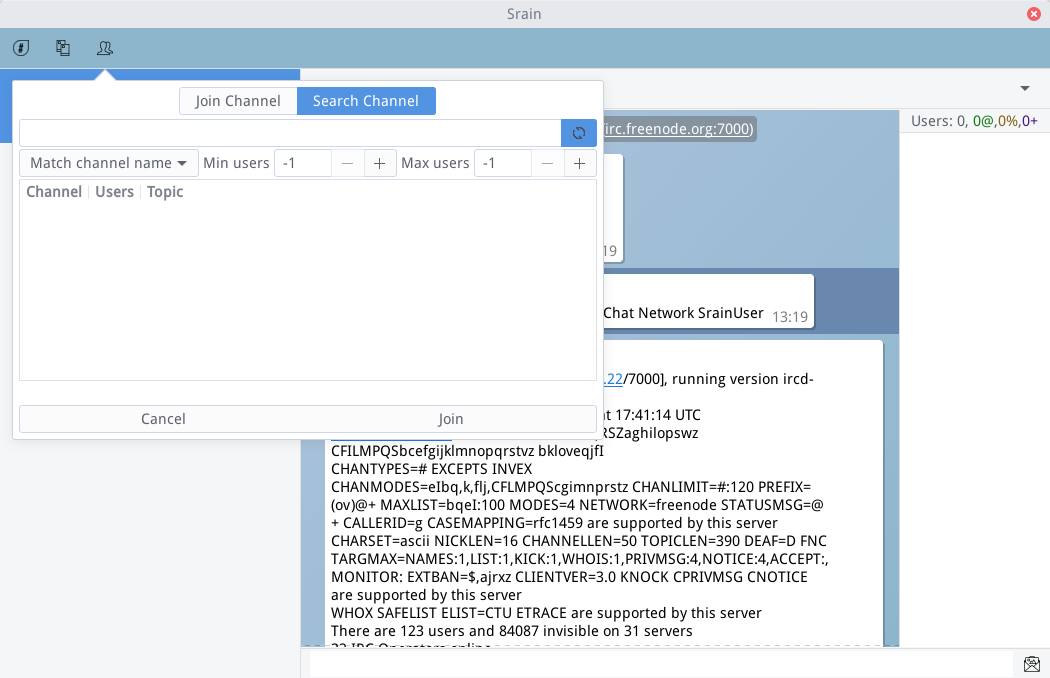 Srain
Join Channel Search Channel
Match channel name Min users -1 Max users -1
Channel Users Topic
Cancel Join
irc.freenode.org:7000)
Users: 0, 0@,0%,0+
19
Chat Network SrainUser 13:19
.22/7000], running version ircd-
at 17:41:14 UTC
RSZaghilopswz
CFILMPQSbcefgijklmnopqrstvz bkloveqjfI
CHANTYPES=# EXCEPTS INVEX
CHANMODES=eIbq,k,flj,CFLMPQScgimnprstz CHANLIMIT=#:120 PREFIX=
(ov)@+ MAXLIST=bqeI:100 MODES=4 NETWORK=freenode STATUSMSG=@
+ CALLERID=g CASEMAPPING=rfc1459 are supported by this server
CHARSET=ascii NICKLEN=16 CHANNELLEN=50 TOPICLEN=390 DEAF=D FNC
TARGMAX=NAMES:1,LIST:1,KICK:1,WHOIS:1,PRIVMSG:4,NOTICE:4,ACCEPT:,
MONITOR: EXTBAN=$,ajrxz CLIENTVER=3.0 KNOCK CPRIVMSG CNOTICE
are supported by this server
WHOX SAFELIST ELIST=CTU ETRACE are supported by this server
There are 123 users and 84087 invisible on 31 servers
IRC Operators online